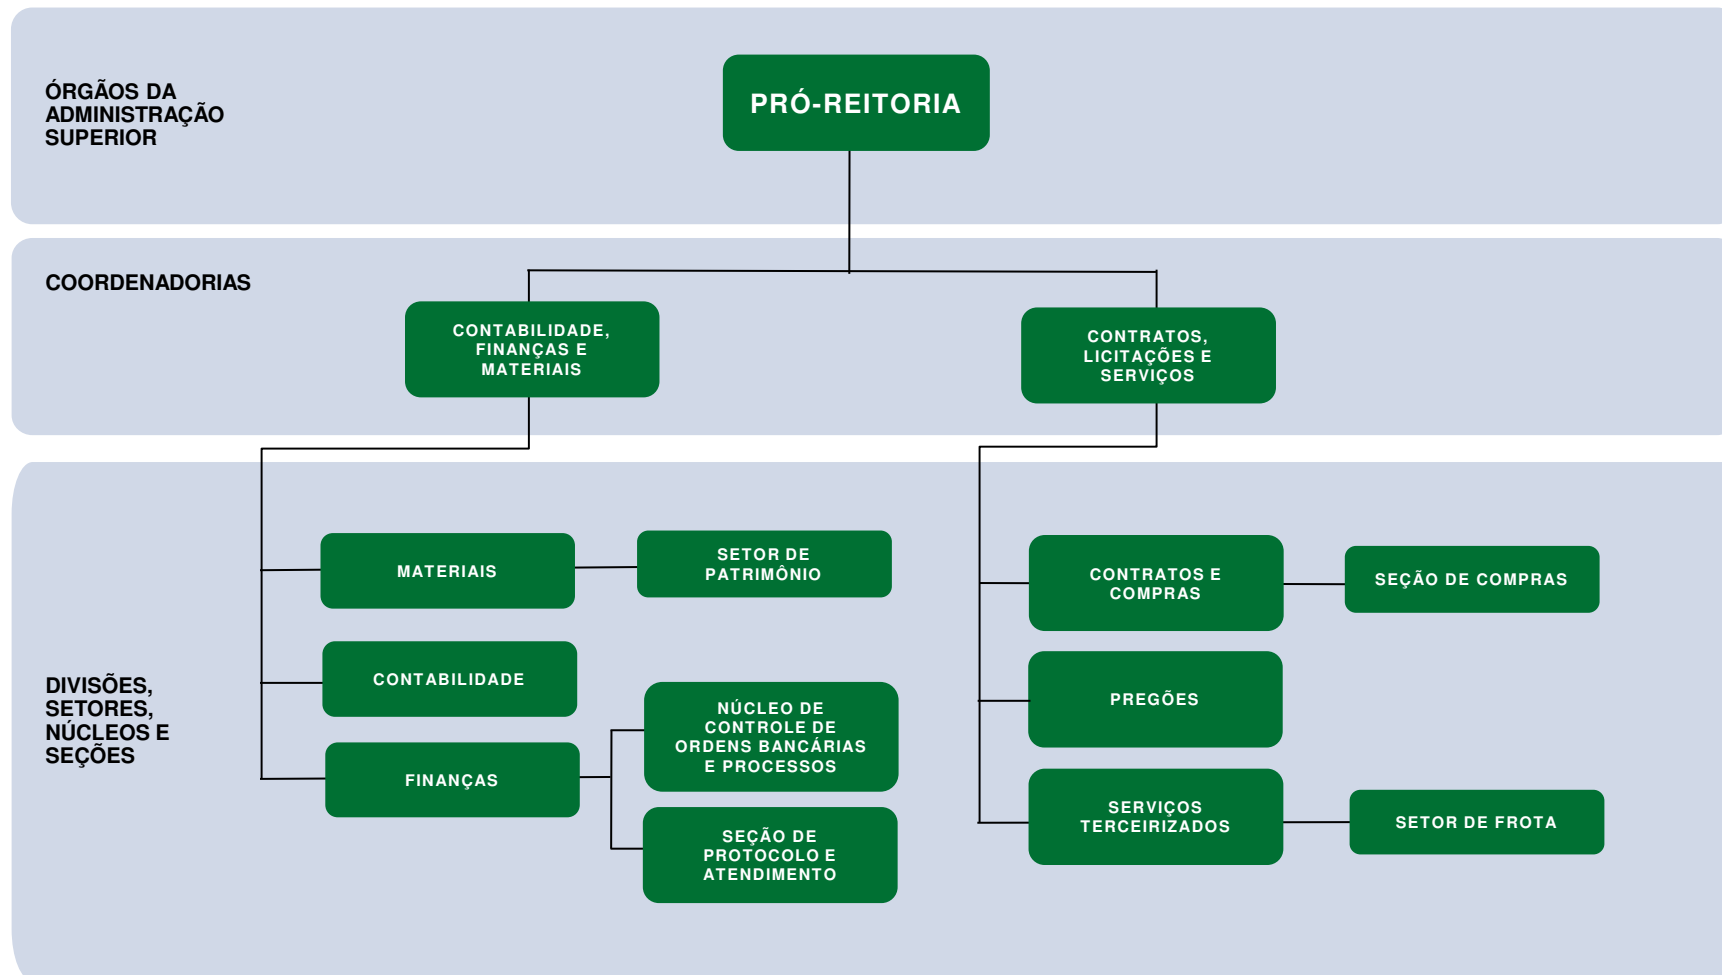 ÓRGÃOS DA
ADMINISTRAÇÃO
SUPERIOR
PRÓ-REITORIA
COORDENADORIAS
CONTABILIDADE,
FINANÇAS E
MATERIAIS
CONTRATOS,
LICITAÇÕES E
SERVIÇOS
DIVISÕES,
SETORES,
NÚCLEOS E
SEÇÕES
MATERIAIS
SETOR DE
PATRIMÔNIO
CONTABILIDADE
FINANÇAS
NÚCLEO DE
CONTROLE DE
ORDENS BANCÁRIAS
E PROCESSOS
SEÇÃO DE
PROTOCOLO E
ATENDIMENTO
CONTRATOS E
COMPRAS
SEÇÃO DE COMPRAS
PREGÕES
SERVIÇOS
TERCEIRIZADOS
SETOR DE FROTA